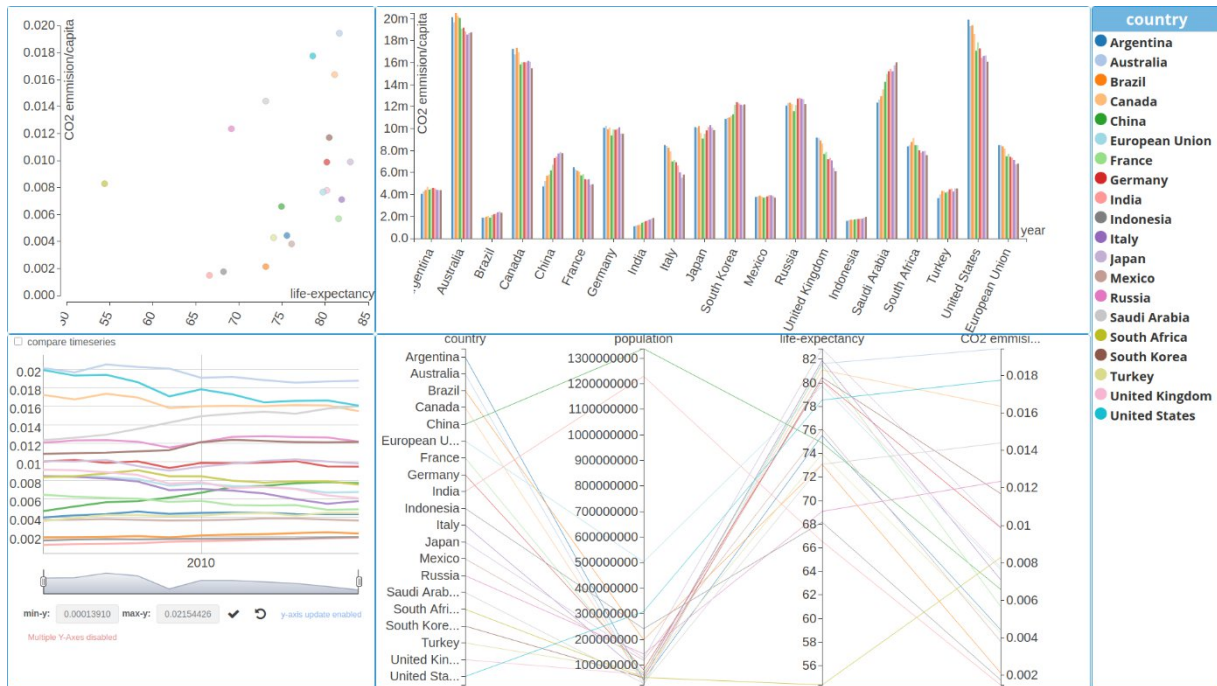 0.020
0.018
0.016
0.014
0.012
0.010
0.008
0.006
0.004
0.002
0.000
CO2 emmision/capita
life-expectancy
50
55
60
65
70
75
80
85
20m
18m
16m
14m
12m
10m
8.0m
6.0m
4.0m
2.0m
0.0
CO2 emmision/capita
year
rgentina
Australia
Brazil
Canada
China
France
Germany
India
Italy
Japan
South Korea
Mexico
Russia
United Kingdom
Indonesia
Saudi Arabia
South Africa
Turkey
United States
European Union
country
Argentina
Australia
Brazil
Canada
China
European Union
France
Germany
India
Indonesia
Italy
Japan
Mexico
Russia
Saudi Arabia
South Africa
South Korea
Turkey
United Kingdom
United States
compare timeseries
0.02
0.018
0.016
0.014
0.012
0.01
0.008
0.006
0.004
0.002
2010
min-y: 0.00013910 max-y: 0.02154426 y-axis update enabled
Multiple Y-Axes disabled
country population life-expectancy CO2 emmisi...
Argentina
Australia
Brazil
Canada
China
European U...
France
Germany
India
Indonesia
Italy
Japan
Mexico
Russia
Saudi Arab...
South Afri...
South Kore...
Turkey
United Kin...
United Sta...
1300000000
1200000000
1100000000
1000000000
900000000
800000000
700000000
600000000
500000000
400000000
300000000
200000000
100000000
82
80
78
76
74
72
70
68
66
64
62
60
58
56
0.018
0.016
0.014
0.012
0.01
0.008
0.006
0.004
0.002